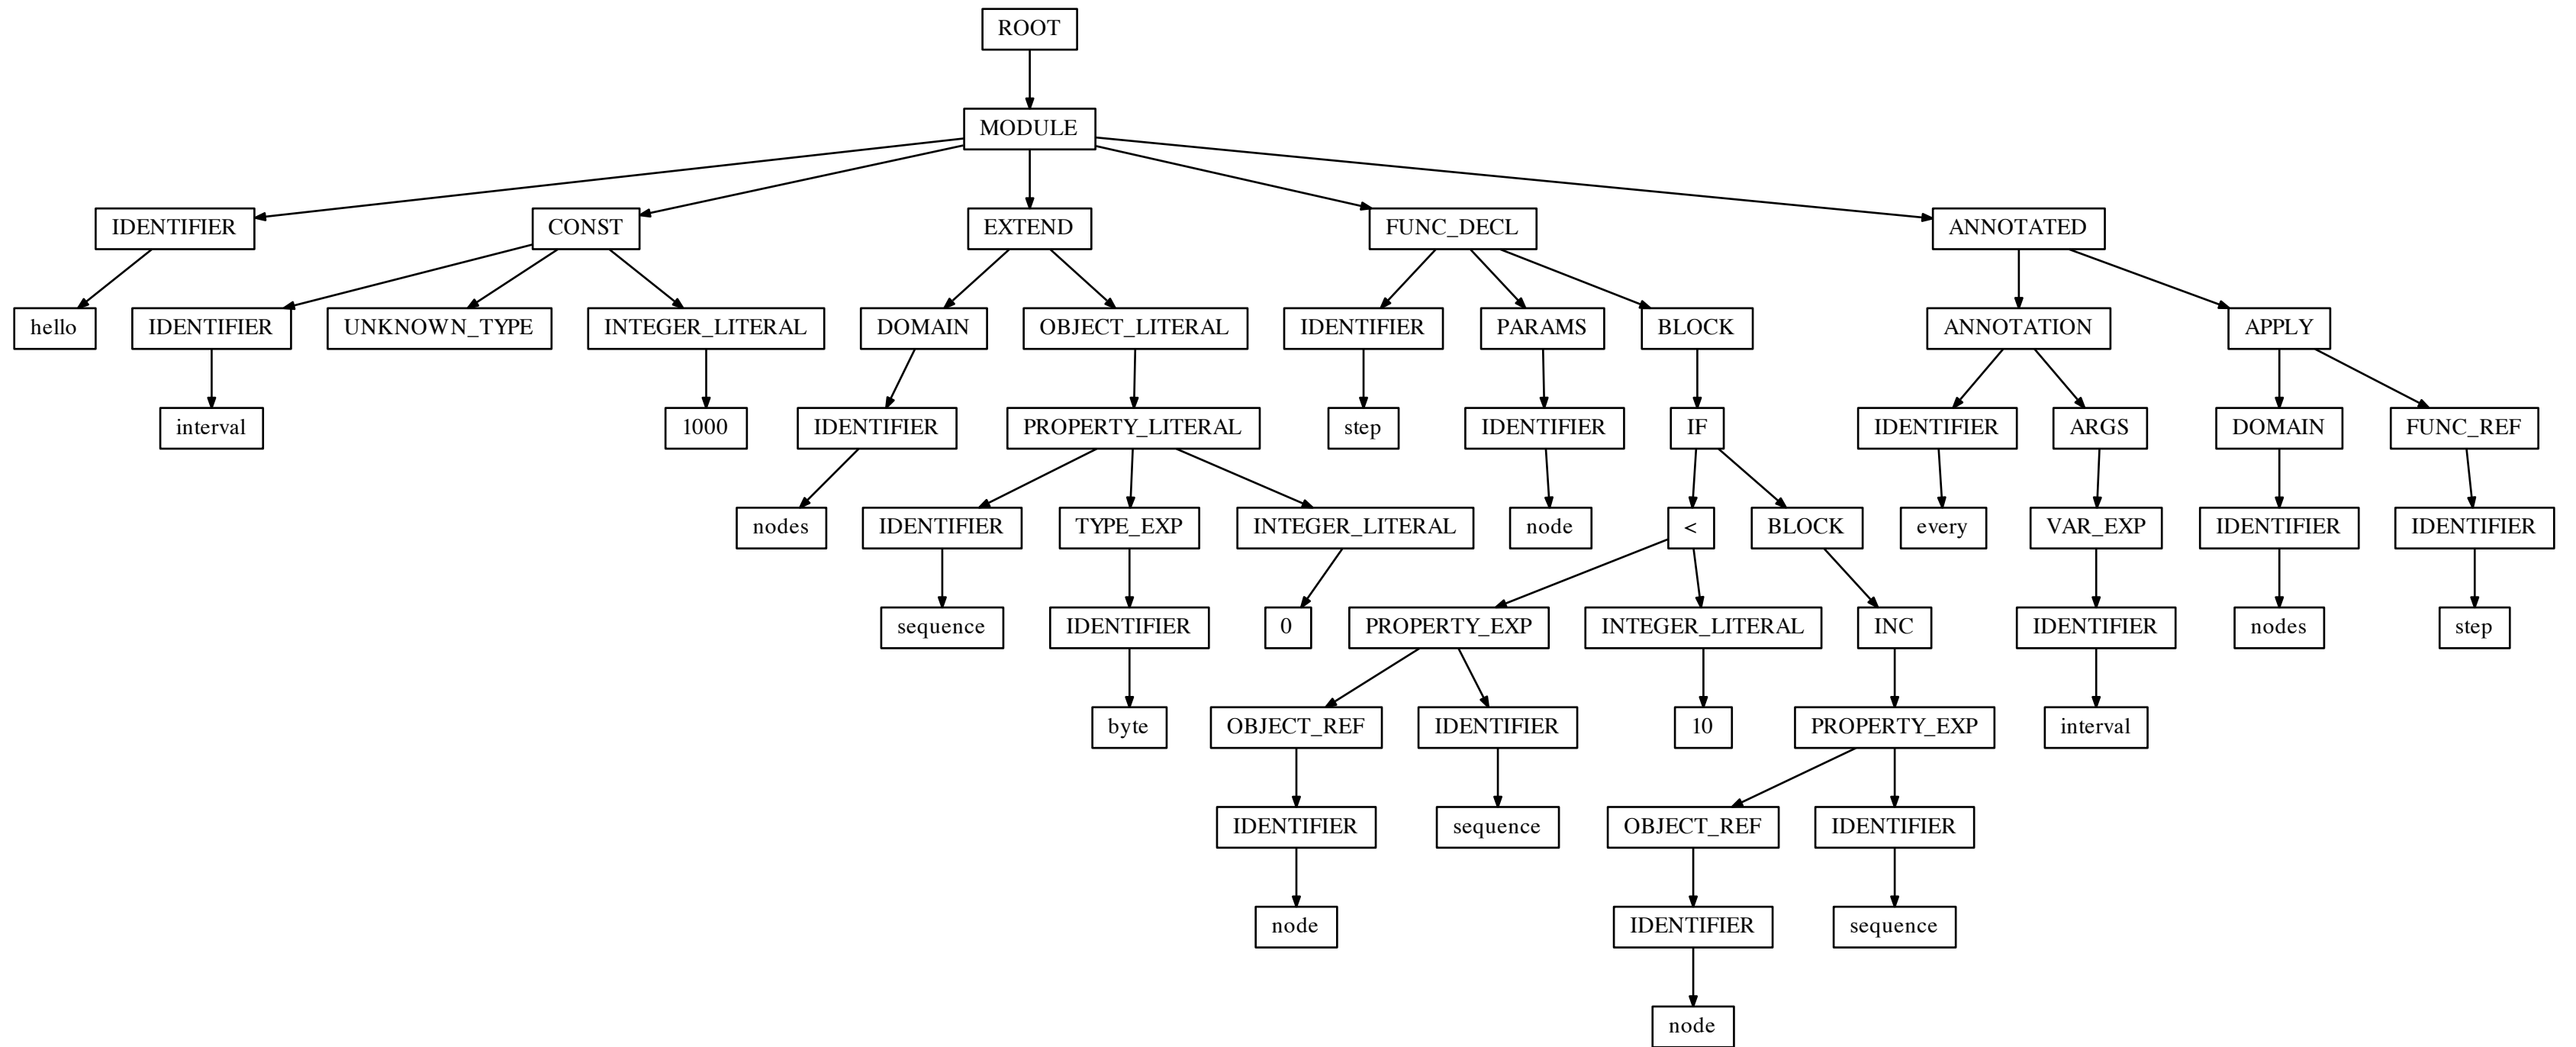 ROOT
MODULE
IDENTIFIER CONST EXTEND FUNC_DECL ANNOTATED
hello IDENTIFIER UNKNOWN_TYPE INTEGER_LITERAL DOMAIN OBJECT_LITERAL IDENTIFIER PARAMS BLOCK ANNOTATION APPLY
interval 1000 IDENTIFIER PROPERTY_LITERAL step IDENTIFIER IF IDENTIFIER ARGS DOMAIN FUNC_REF
nodes IDENTIFIER TYPE_EXP INTEGER_LITERAL node < BLOCK every VAR_EXP IDENTIFIER IDENTIFIER
sequence IDENTIFIER 0 PROPERTY_EXP INTEGER_LITERAL INC IDENTIFIER nodes step
byte OBJECT_REF IDENTIFIER 10 PROPERTY_EXP interval
IDENTIFIER sequence OBJECT_REF IDENTIFIER
node IDENTIFIER sequence
node